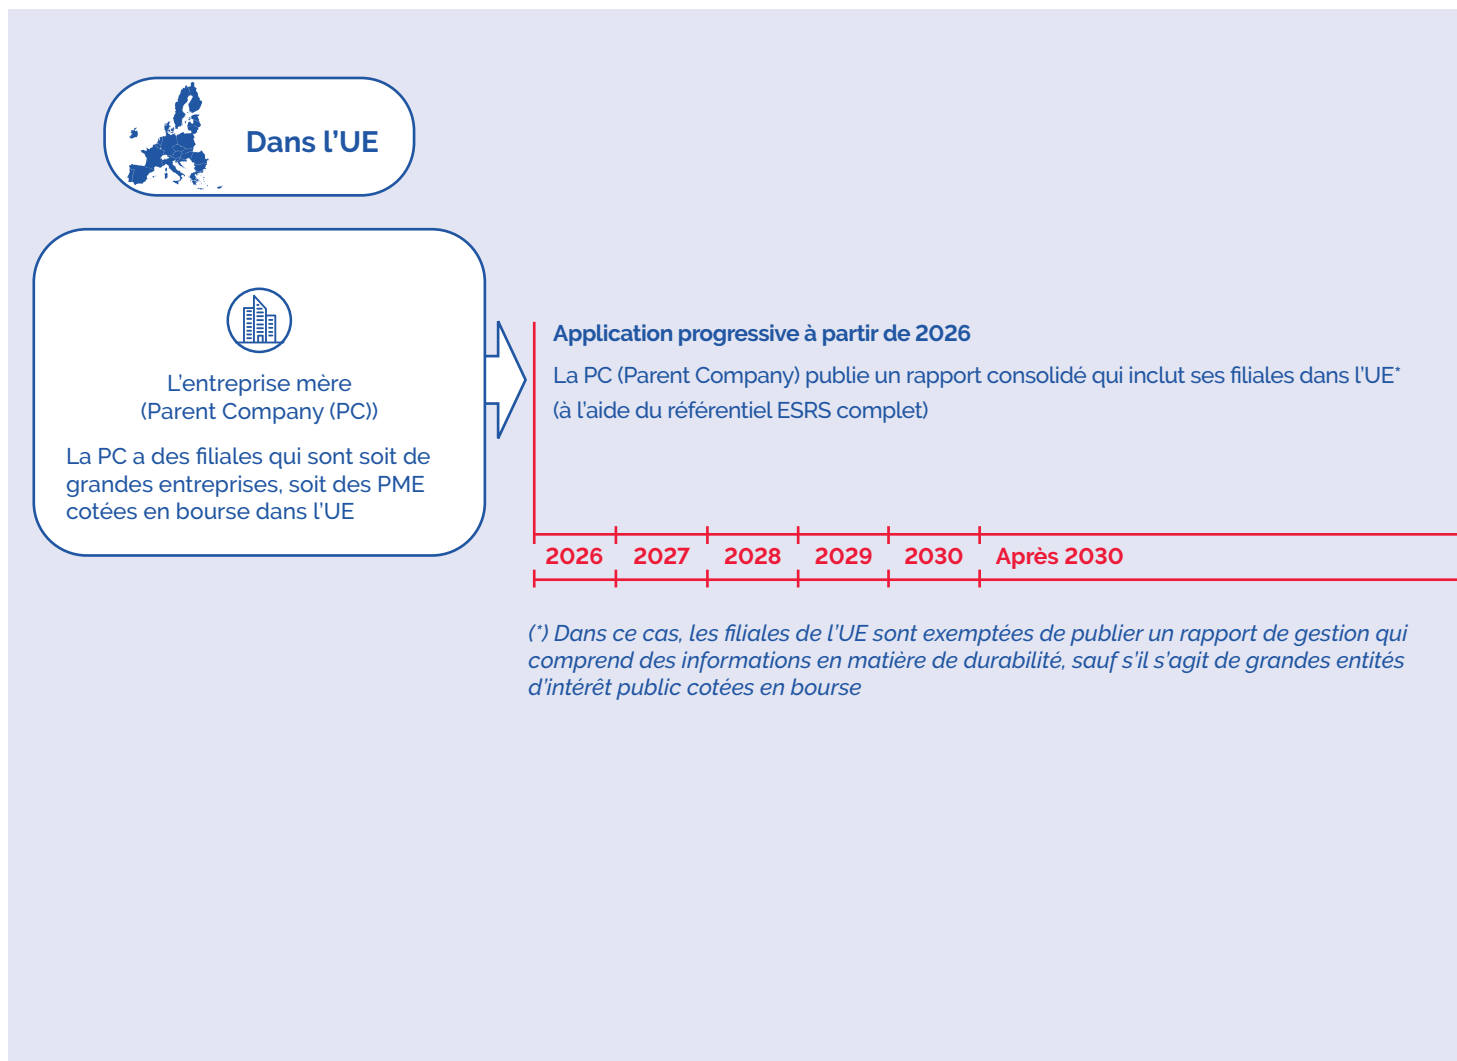 Dans l'UE
L'entreprise mère
(Parent Company (PC))
La PC a des filiales qui sont soit de
grandes entreprises, soit des PME
cotées en bourse dans l'UE
Application progressive à partir de 2026
La PC (Parent Company) publie un rapport consolidé qui inclut ses filiales dans l'UE*
(à l'aide du référentiel ESRS complet)
2026 2027 2028 2029 2030 Après 2030
(*) Dans ce cas, les filiales de l'UE sont exemptées de publier un rapport de gestion qui
comprend des informations en matière de durabilité, sauf s'il s'agit de grandes entités
d'intérêt public cotées en bourse